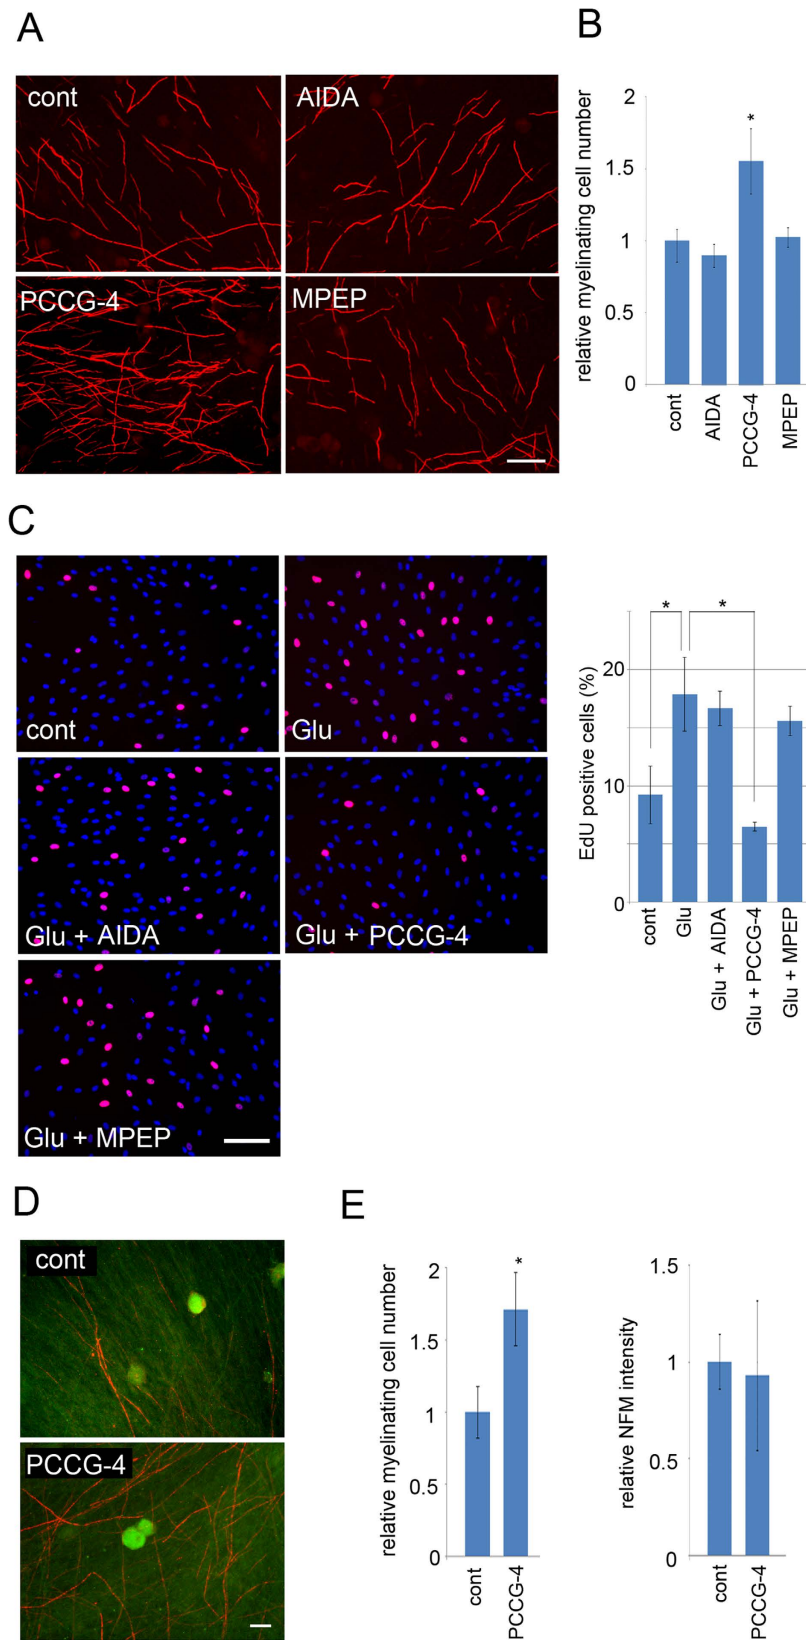 A
cont
AIDA
PCCG-4
MPEP
B
relative myelinating cell number
2
1.5
1
0.5
0
*
cont
AIDA
PCCG-4
MPEP
C
cont
Glu
Glu + AIDA
Glu + PCCG-4
Glu + MPEP
EdU positive cells (%)
20
10
0
*
*
cont
Glu
Glu + AIDA
Glu + PCCG-4
Glu + MPEP
D
cont
PCCG-4
E
relative myelinating cell number
2
1.5
1
0.5
0
*
cont
PCCG-4
relative NFM intensity
1.5
1
0.5
0
cont
PCCG-4